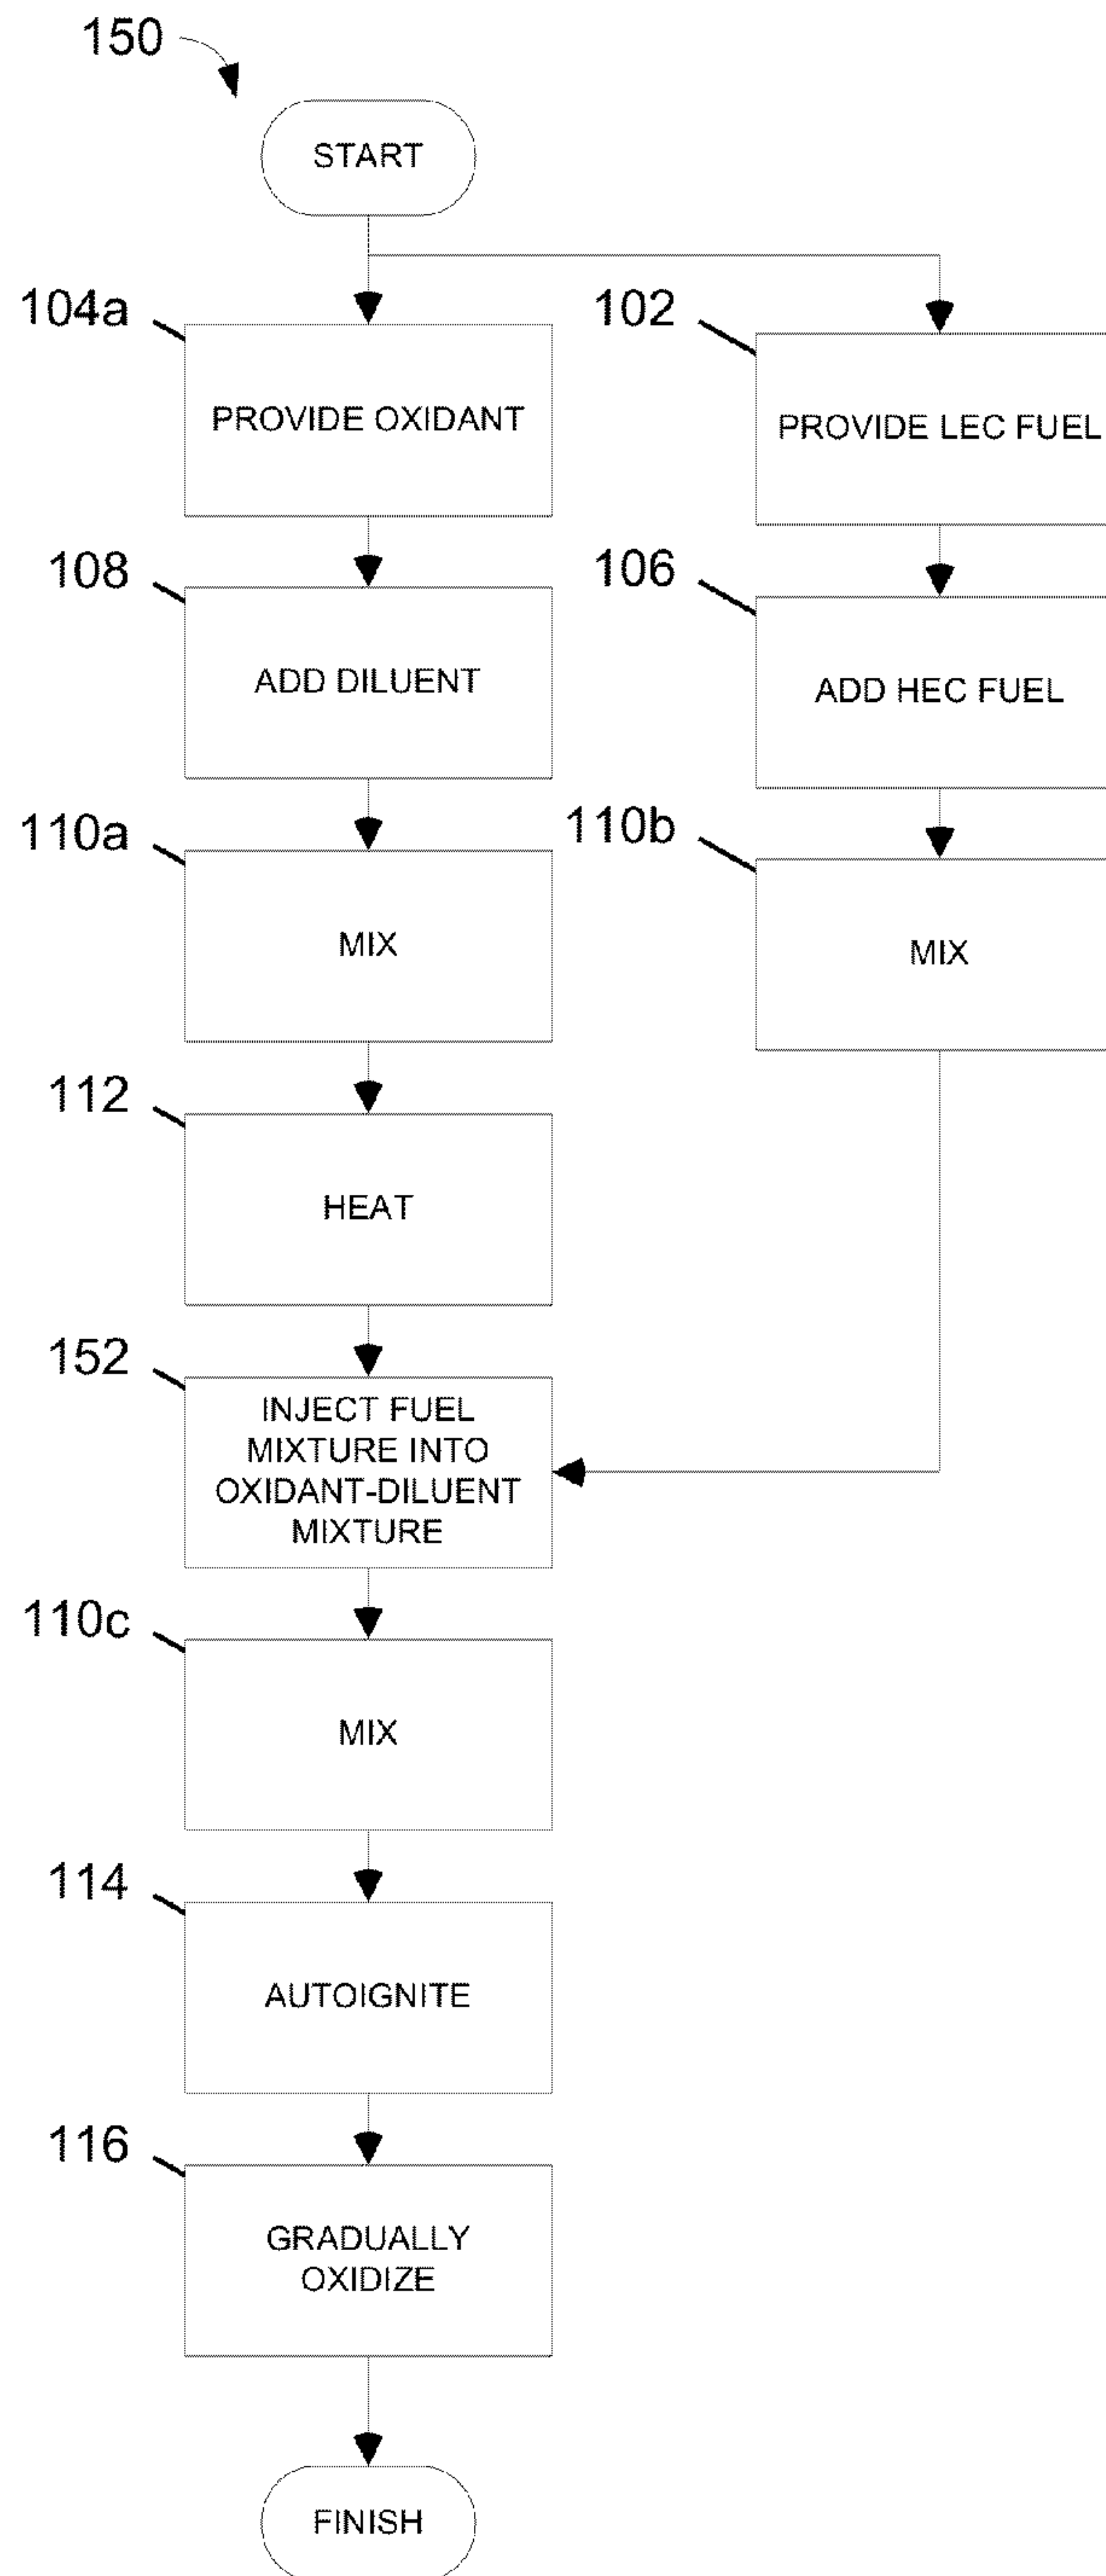 150
START
104a
PROVIDE OXIDANT
102
PROVIDE LEC FUEL
108
ADD DILUENT
106
ADD HEC FUEL
110a
MIX
110b
MIX
112
HEAT
152
INJECT FUEL
MIXTURE INTO
OXIDANT-DILUENT
MIXTURE
110c
MIX
114
AUTOIGNITE
116
GRADUALLY
OXIDIZE
FINISH